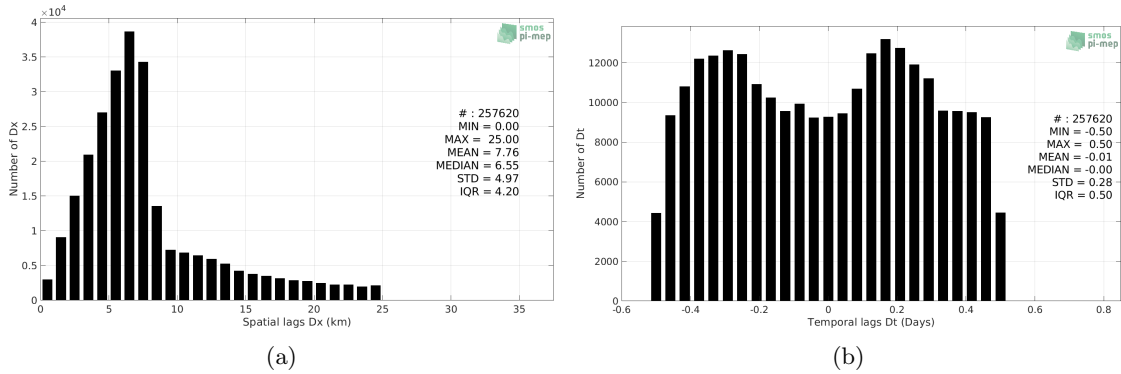 ×10⁴
4
3.5
3
2.5
2
1.5
1
0.5
0
0 5 10 15 20 25 30 35
Number of Dx
Spatial lags Dx (km)
smos
pi-mep
# : 257620
MIN = 0.00
MAX = 25.00
MEAN = 7.76
MEDIAN = 6.55
STD = 4.97
IQR = 4.20
(a)
12000
10000
8000
6000
4000
2000
0
-0.6 -0.4 -0.2 0 0.2 0.4 0.6 0.8
Number of Dt
Temporal lags Dt (Days)
smos
pi-mep
# : 257620
MIN = -0.50
MAX = 0.50
MEAN = -0.01
MEDIAN = -0.00
STD = 0.28
IQR = 0.50
(b)